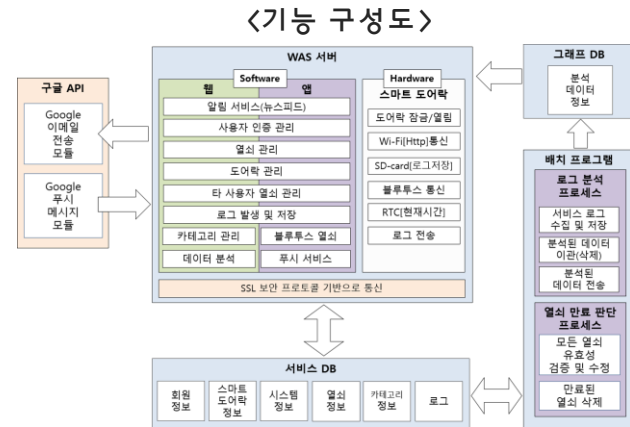 <기능 구성도>
WAS 서버
Software
웹
앱
알림 서비스(뉴스피드)
사용자 인증 관리
열쇠 관리
도어락 관리
타 사용자 열쇠 관리
로그 발생 및 저장
카테고리 관리
블루투스 열쇠
데이터 분석
푸시 서비스
Hardware
스마트 도어락
도어락 잠금/열림
Wi-Fi[Http]통신
SD-card[로그저장]
블루투스 통신
RTC[현재시간]
로그 전송
SSL 보안 프로토콜 기반으로 통신
구글 API
Google
이메일
전송
모듈
Google
푸시
메시지
모듈
그래프 DB
분석
데이터
정보
배치 프로그램
로그 분석
프로세스
서비스 로그
수집 및 저장
분석된 데이터
이관(삭제)
분석된
데이터 전송
열쇠 만료 판단
프로세스
모든 열쇠
유효성
검증 및 수정
만료된
열쇠 삭제
서비스 DB
회원
정보
스마트
도어락
정보
시스템
정보
열쇠
정보
카테고리
정보
로그